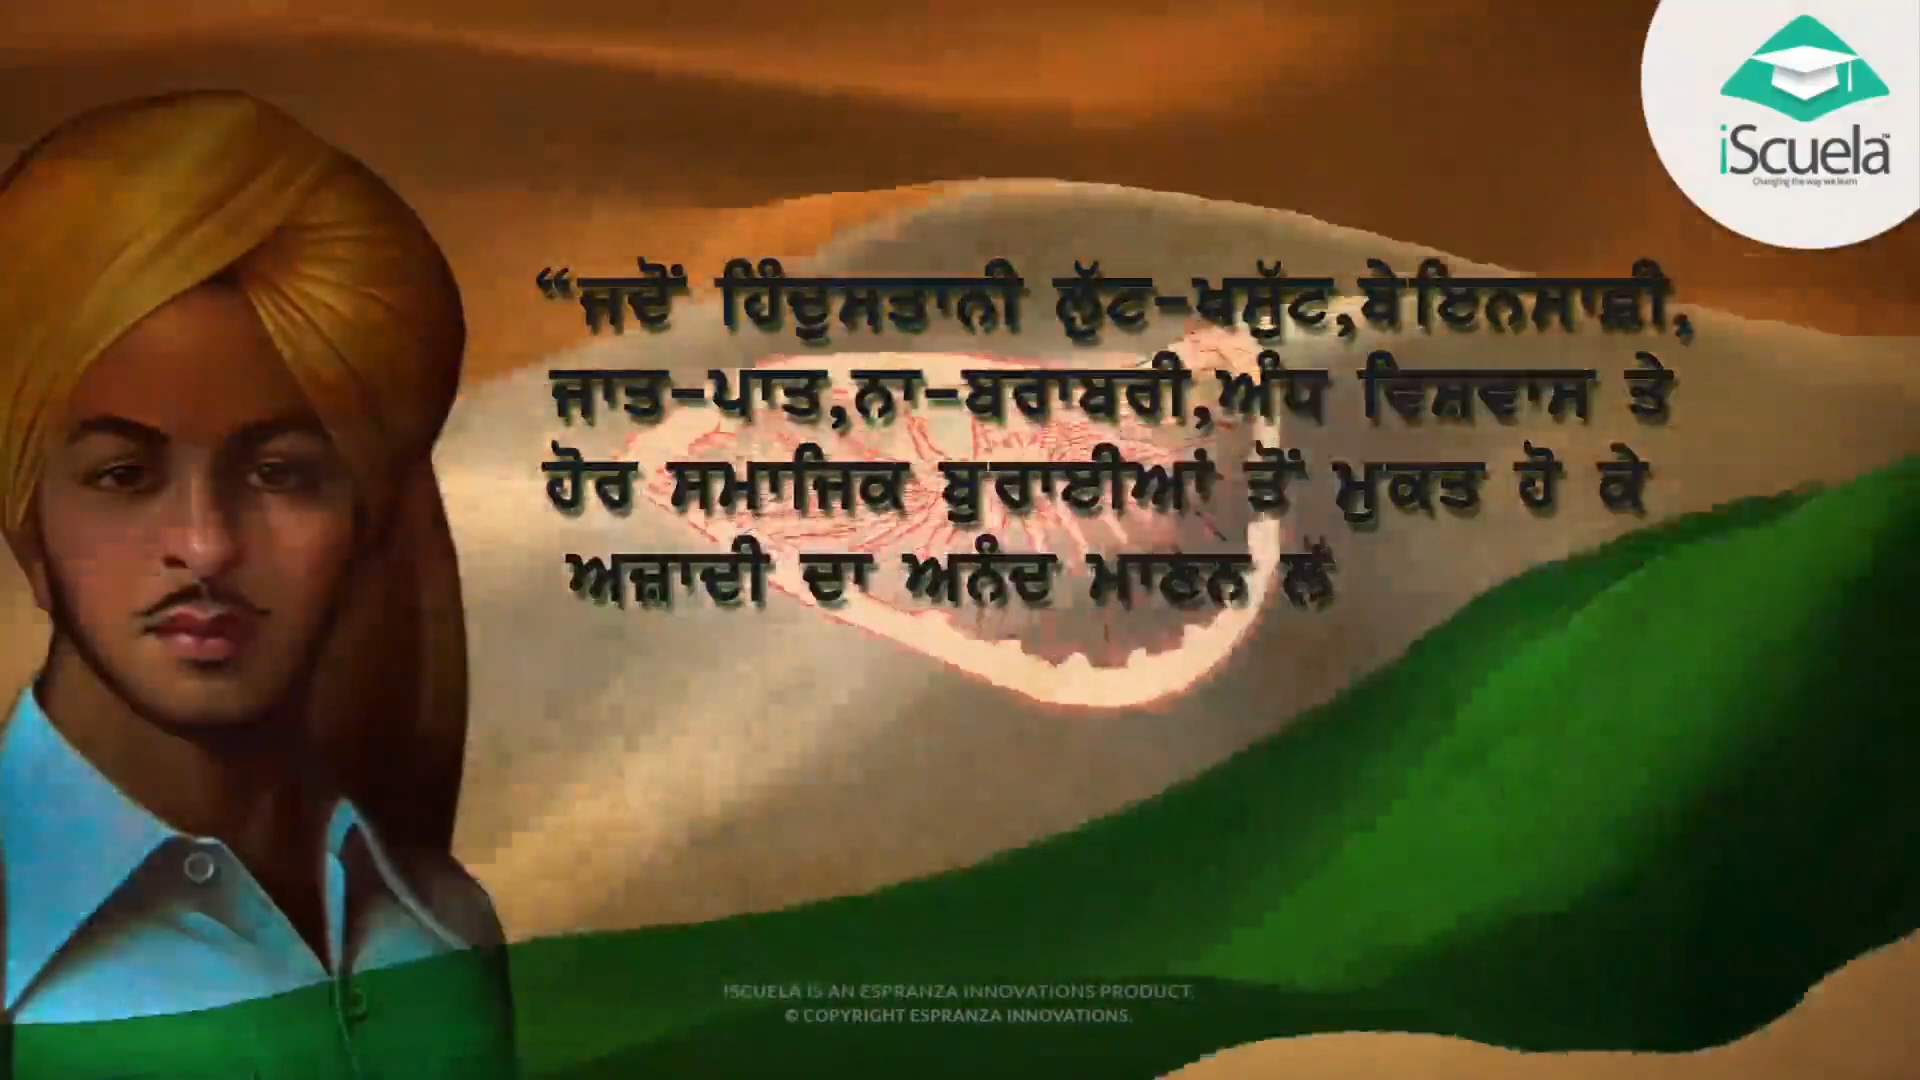 “ਜਦੋਂ ਹਿੰਦੁਸਤਾਨੀ ਲੁੱਟ-ਖਸੁੱਟ,ਬੇਇਨਸਾਫ਼ੀ,
ਜਾਤ-ਪਾਤ,ਨਾ-ਬਰਾਬਰੀ,ਅੰਧ ਵਿਸ਼ਵਾਸ ਤੇ
ਹੋਰ ਸਮਾਜਿਕ ਬੁਰਾਈਆਂ ਤੋਂ ਮੁਕਤ ਹੋ ਕੇ
ਅਜ਼ਾਦੀ ਦਾ ਅਨੰਦ ਮਾਣਨ
iScuela™
Changing the way we learn
ISCUELA IS AN ESPRANZA INNOVATIONS PRODUCT.
© COPYRIGHT ESPRANZA INNOVATIONS.